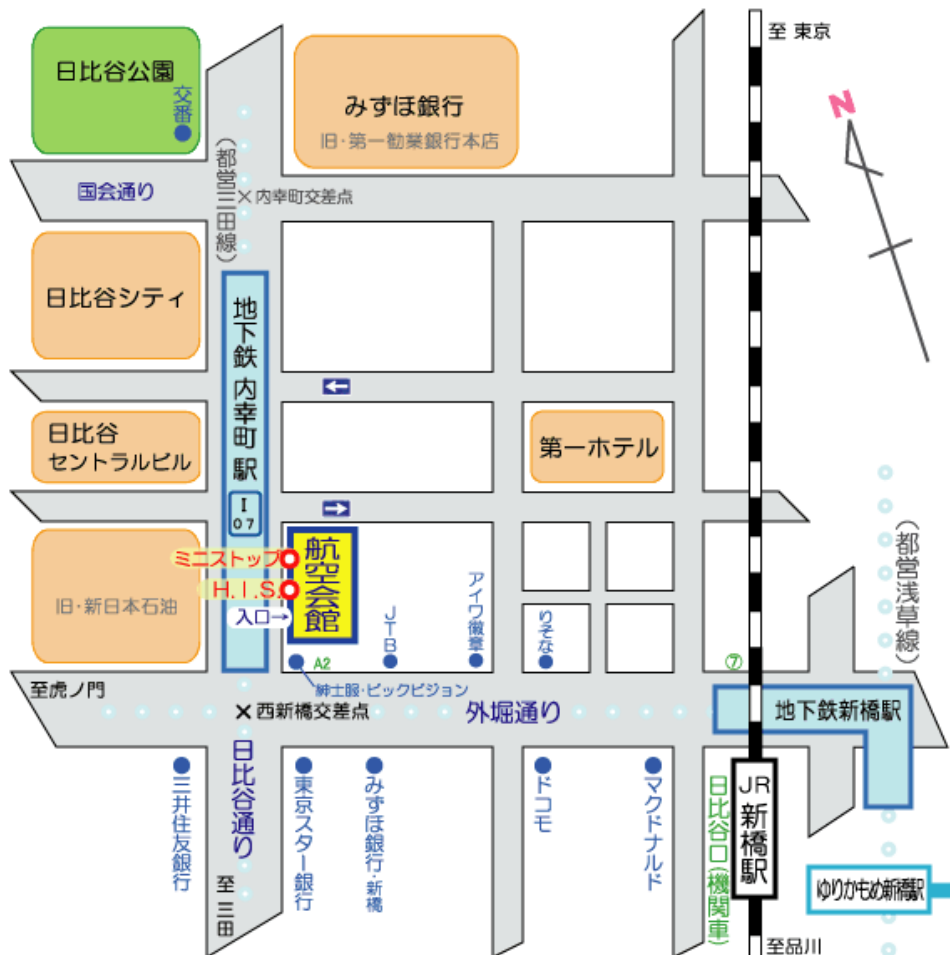 至 東京
日比谷公園
交番
みずほ銀行
旧・第一勧業銀行本店
N
国会通り
(都営三田線)
×内幸町交差点
日比谷シティ
地下鉄 内幸町 駅
I
07
←
日比谷
セントラルビル
第一ホテル
→
(都営浅草線)
旧・新日本石油
ミニストップ
H.I.S.
入口→
航空会館
JTB
アイワ徽章
りそな
A2
紳士服・ビックビジョン
⑦
至虎ノ門
×西新橋交差点
外堀通り
地下鉄新橋駅
日比谷通り
三井住友銀行
東京スター銀行
みずほ銀行・新橋
ドコモ
マクドナルド
日比谷口(機関車)
JR
新橋駅
ゆりかもめ新橋駅
至 三田
至品川